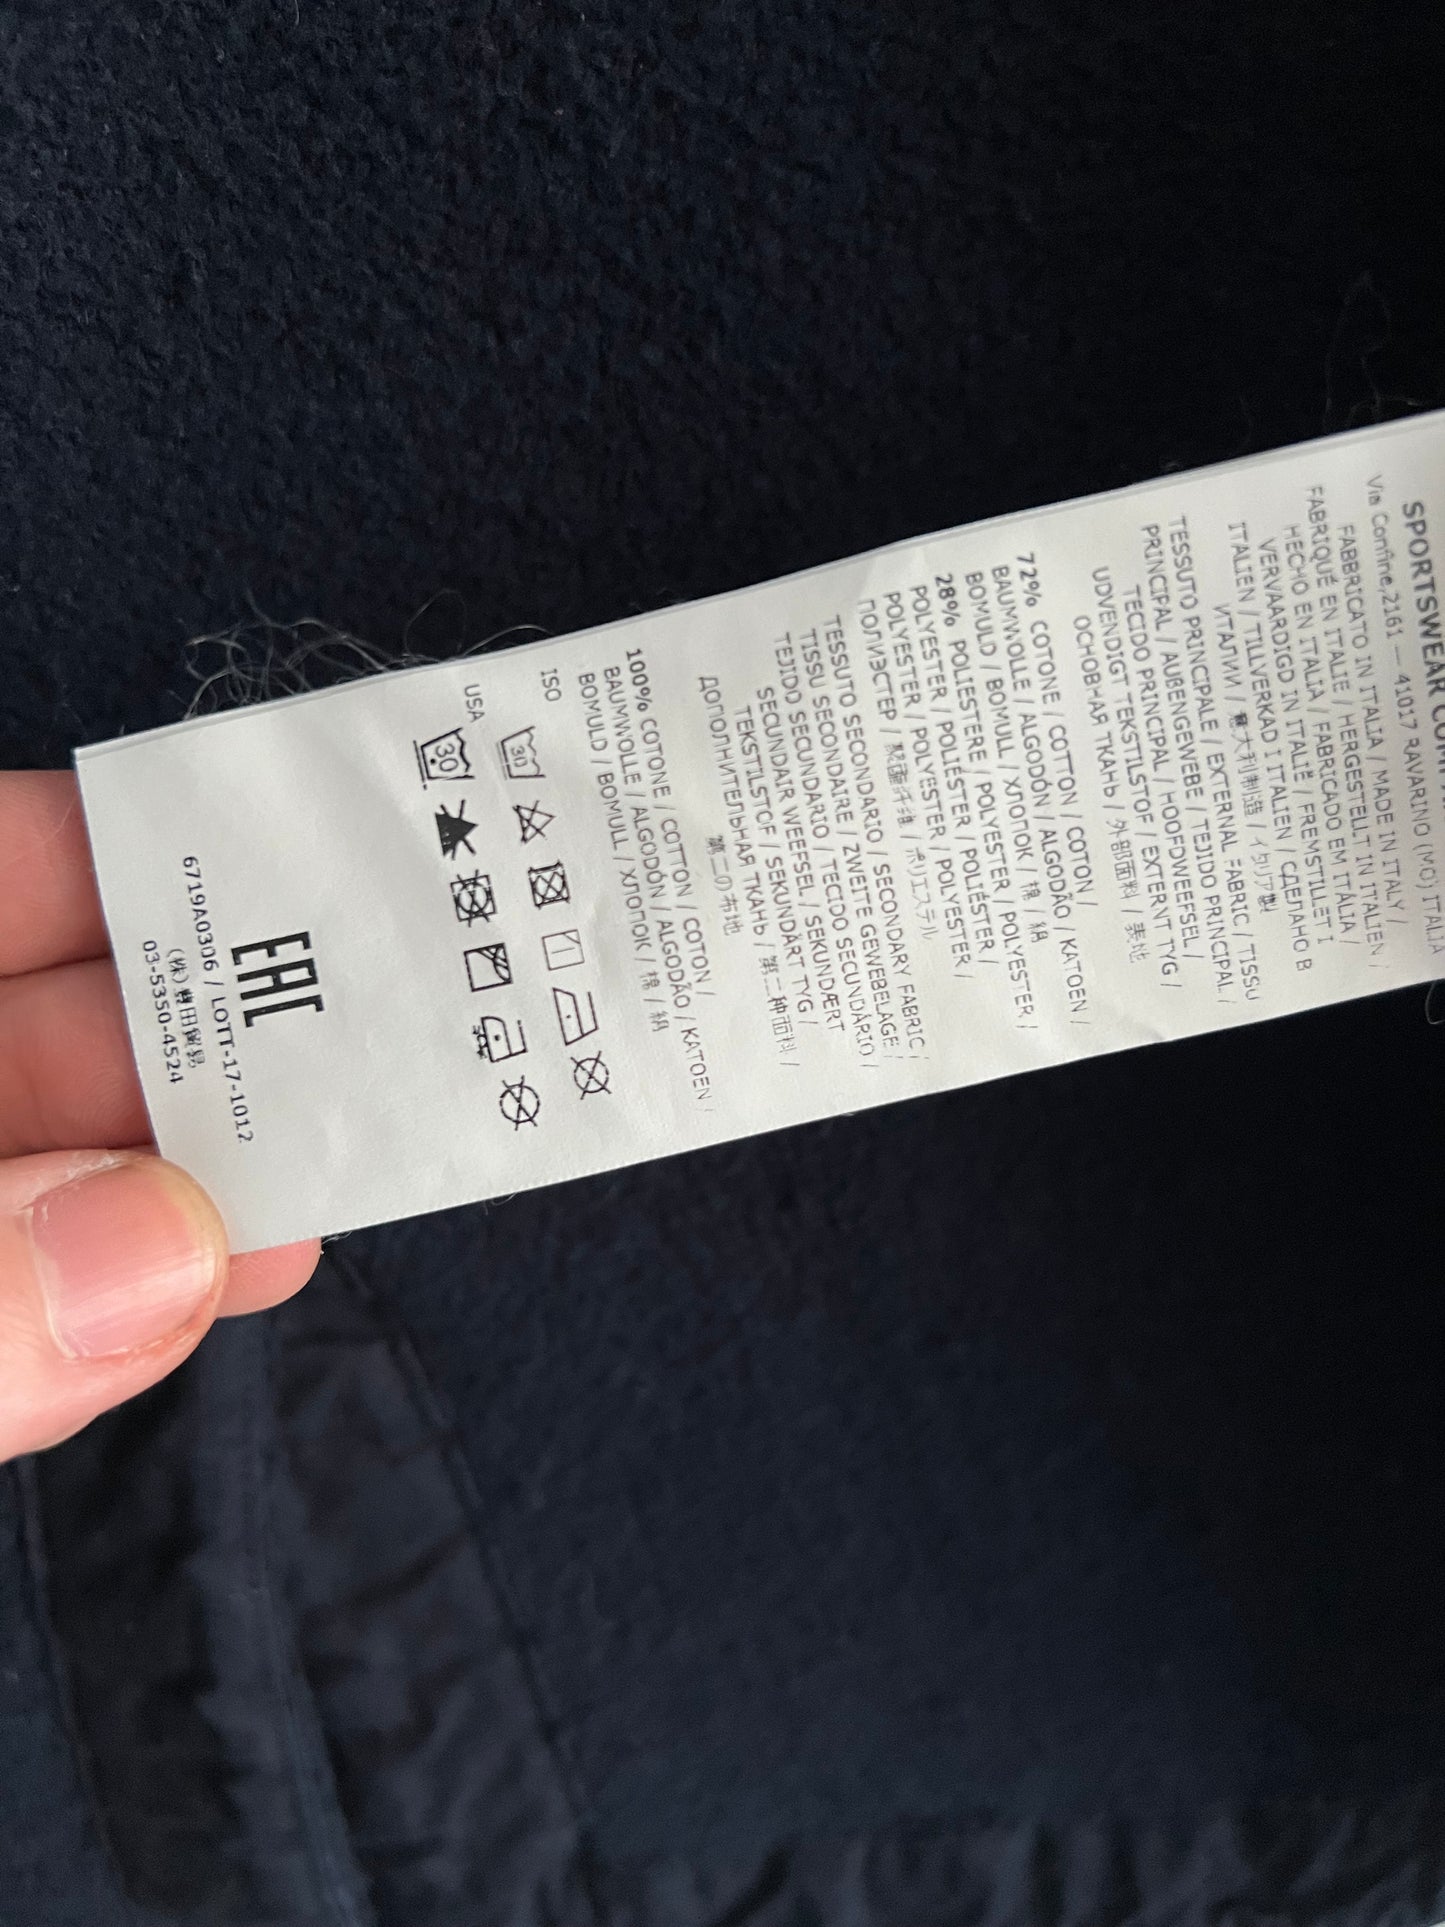 SPORTSWEAR COMP
Via Confine,2161 — 41017 RAVARINO (MO) ITALIA
FABBRICATO IN ITALIA / MADE IN ITALY /
FABRIQUÉ EN ITALIE / HERGESTELLT IN ITALIEN /
HECHO EN ITALIA / FABRICADO EM ITÁLIA /
VERVAARDIGD IN ITALIË / FREMSTILLET I
ITALIEN / TILLVERKAD I ITALIEN / СДЕЛАНО В
ИТАЛИИ / 意大利制造 / イタリア製
TESSUTO PRINCIPALE / EXTERNAL FABRIC / TISSU
PRINCIPAL / AUßENGEWEBE / TEJIDO PRINCIPAL /
TECIDO PRINCIPAL / HOOFDWEEFSEL /
UDVENDIGT TEKSTILSTOF / EXTERNT TYG /
ОСНОВНАЯ ТКАНЬ / 外部面料 / 表地
72% COTONE / COTTON / COTON /
BAUMWOLLE / ALGODÓN / ALGODÃO / KATOEN /
BOMULD / BOMULL / ХЛОПОК / 棉 / 綿
28% POLIESTERE / POLYESTER / POLYESTER /
POLYESTER / POLIÉSTER / POLIÉSTER /
POLYESTER / POLYESTER / POLYESTER /
ПОЛИЭСТЕР / 聚酯纤维 / ポリエステル
TESSUTO SECONDARIO / SECONDARY FABRIC /
TISSU SECONDAIRE / ZWEITE GEWEBELAGE /
TEJIDO SECUNDARIO / TECIDO SECUNDÁRIO /
SECUNDAIR WEEFSEL / SEKUNDÆRT
TEKSTILSTOF / SEKUNDÄRT TYG /
ДОПОЛНИТЕЛЬНАЯ ТКАНЬ / 第二种面料 /
第二の布地
100% COTONE / COTTON / COTON /
BAUMWOLLE / ALGODÓN / ALGODÃO / KATOEN /
BOMULD / BOMULL / ХЛОПОК / 棉 / 綿
ISO
30
USA
30
EAC
6719A0306 / LOTT-17-1012
(株) 豊田貿易
03-5350-4524